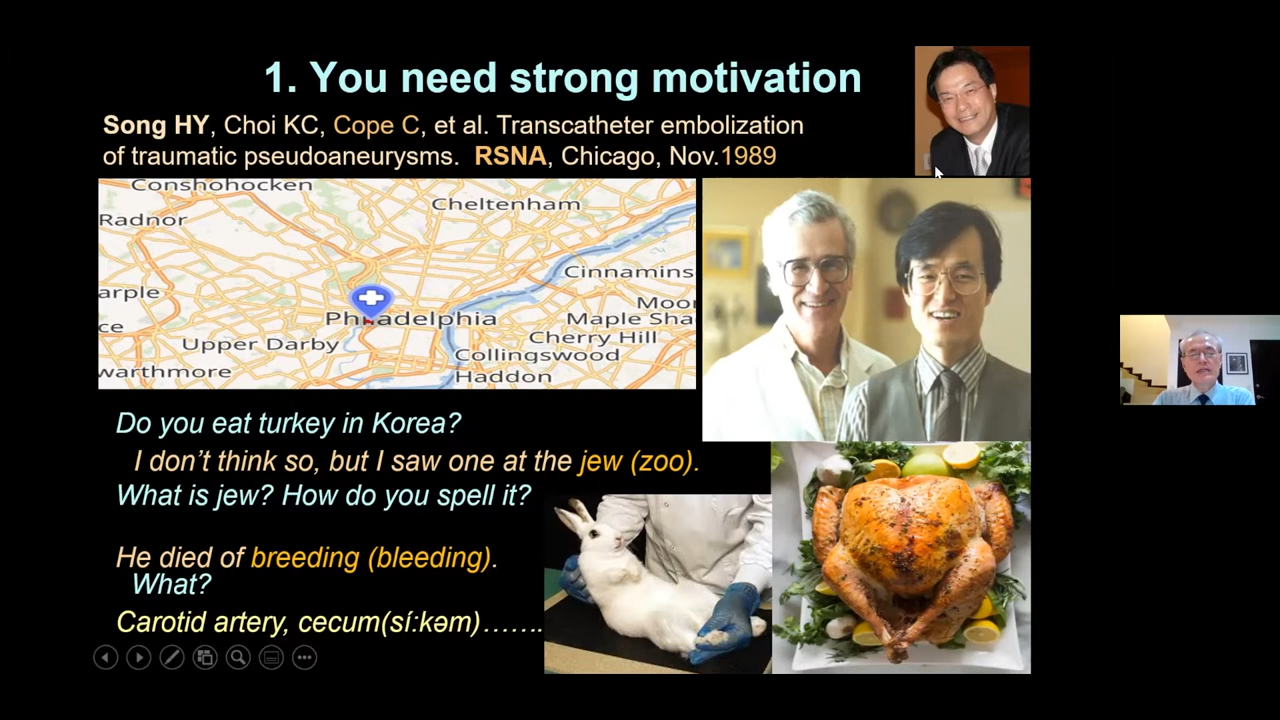 1. You need strong motivation
Song HY, Choi KC, Cope C, et al. Transcatheter embolization
of traumatic pseudoaneurysms. RSNA, Chicago, Nov.1989
Conshohocken
Cheltenham
Radnor
Cinnamins
arple
Moor
Philadelphia
Maple Sha
ce
Cherry Hill
Upper Darby
Collingswood
warthmore
Haddon
Do you eat turkey in Korea?
I don't think so, but I saw one at the jew (zoo).
What is jew? How do you spell it?
He died of breeding (bleeding).
What?
Carotid artery, cecum(sí:kəm)…….